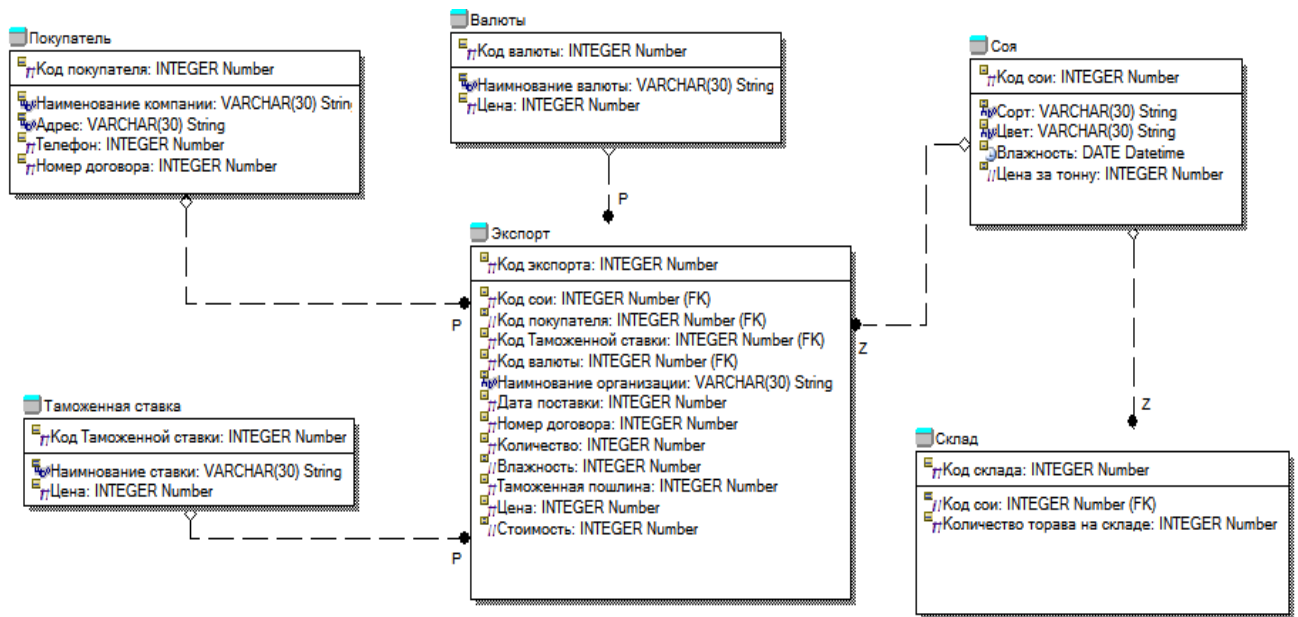 Покупатель
Код покупателя: INTEGER Number
Наименование компании: VARCHAR(30) Strin
Адрес: VARCHAR(30) String
Телефон: INTEGER Number
Номер договора: INTEGER Number
Валюты
Код валюты: INTEGER Number
Наимнование валюты: VARCHAR(30) String
Цена: INTEGER Number
Соя
Код сои: INTEGER Number
Сорт: VARCHAR(30) String
Цвет: VARCHAR(30) String
Влажность: DATE Datetime
Цена за тонну: INTEGER Number
P
P
Z
Z
P
Экспорт
Код экспорта: INTEGER Number
Код сои: INTEGER Number (FK)
Код покупателя: INTEGER Number (FK)
Код Таможенной ставки: INTEGER Number (FK)
Код валюты: INTEGER Number (FK)
Наимнование организации: VARCHAR(30) String
Дата поставки: INTEGER Number
Номер договора: INTEGER Number
Количество: INTEGER Number
Влажность: INTEGER Number
Таможенная пошлина: INTEGER Number
Цена: INTEGER Number
Стоимость: INTEGER Number
Таможенная ставка
Код Таможенной ставки: INTEGER Number
Наимнование ставки: VARCHAR(30) String
Цена: INTEGER Number
Склад
Код склада: INTEGER Number
Код сои: INTEGER Number (FK)
Количество торава на складе: INTEGER Number